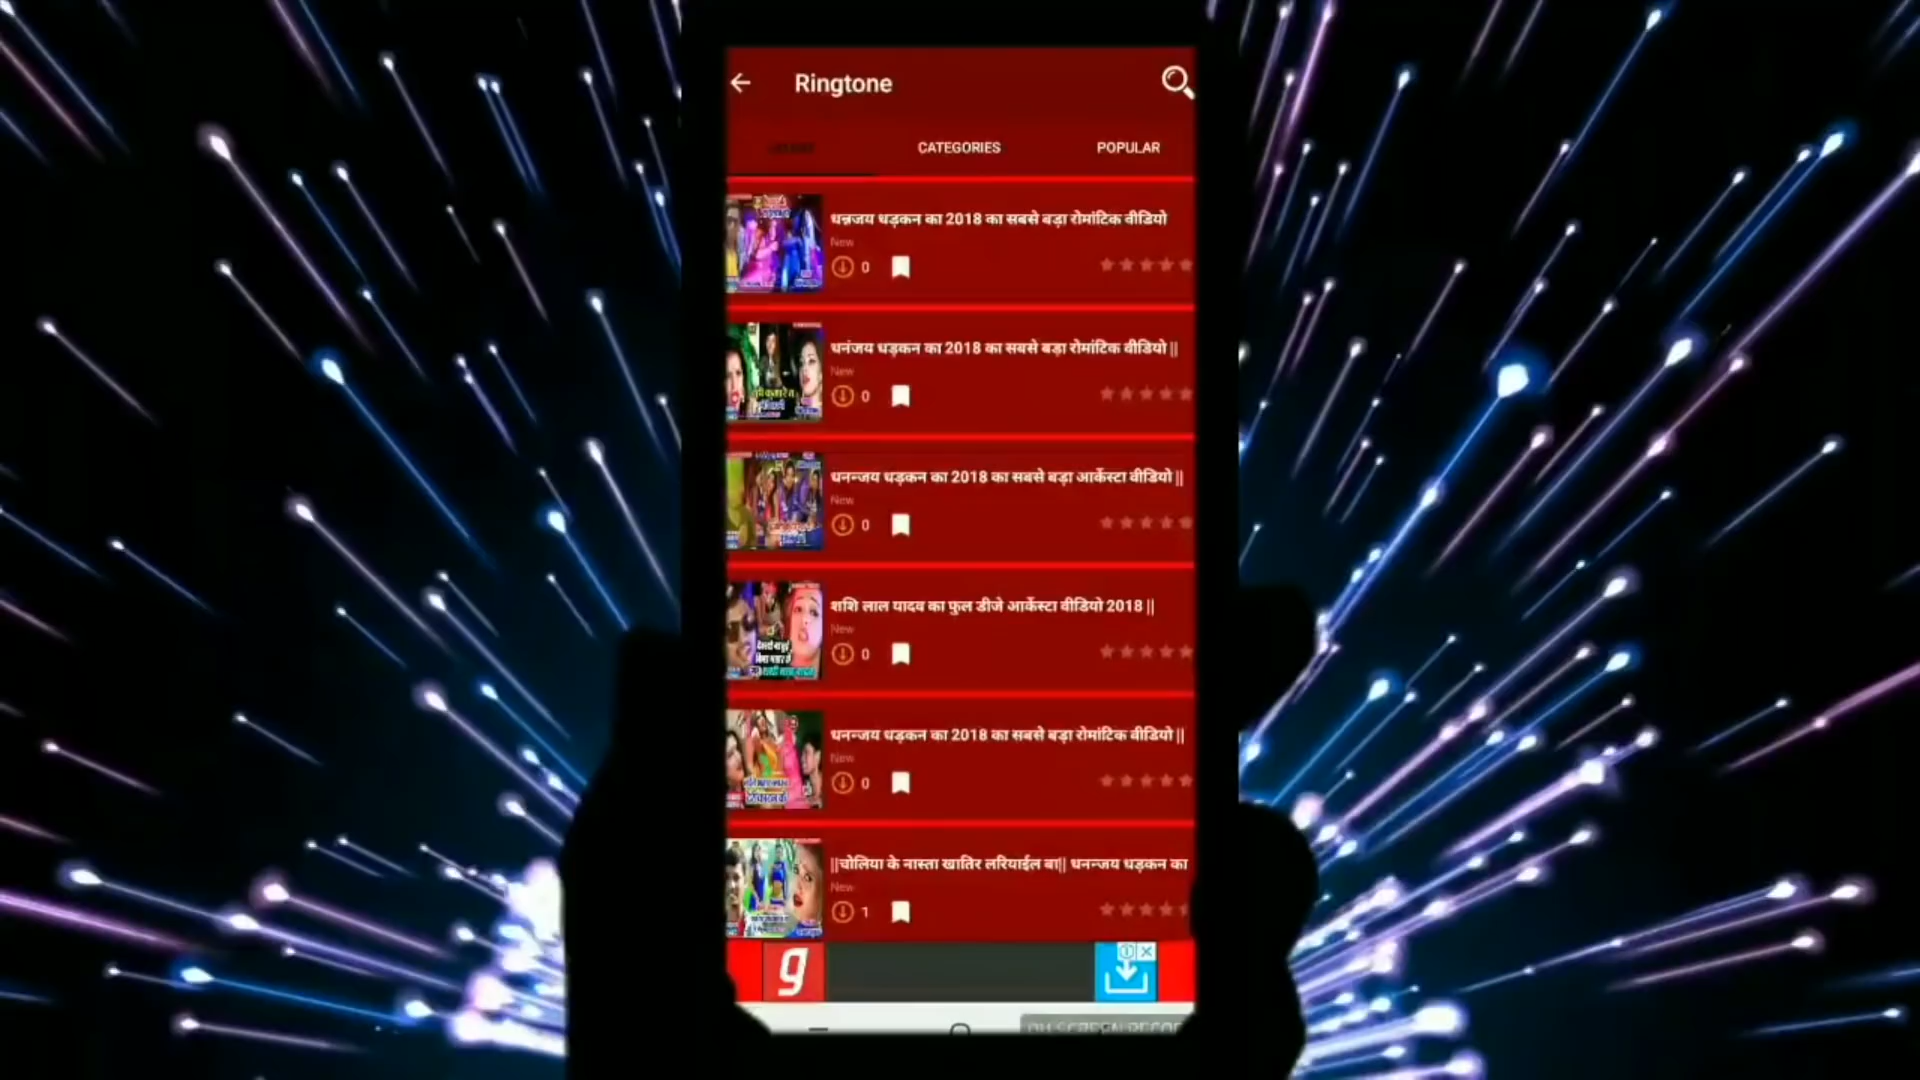 Ringtone
CATEGORIES
POPULAR
धन्नजय धड़कन का 2018 का सबसे बड़ा रोमांटिक वीडियो
New
0
धनंजय धड़कन का 2018 का सबसे बड़ा रोमांटिक वीडियो ||
New
0
धनन्जय धड़कन का 2018 का सबसे बड़ा आर्केस्टा वीडियो ||
New
0
शशि लाल यादव का फुल डीजे आर्केस्टा वीडियो 2018 ||
New
0
धनन्जय धड़कन का 2018 का सबसे बड़ा रोमांटिक वीडियो ||
New
0
||चोलिया के नास्ता खातिर लरियाईल बा|| धनन्जय धड़कन का
New
1
g